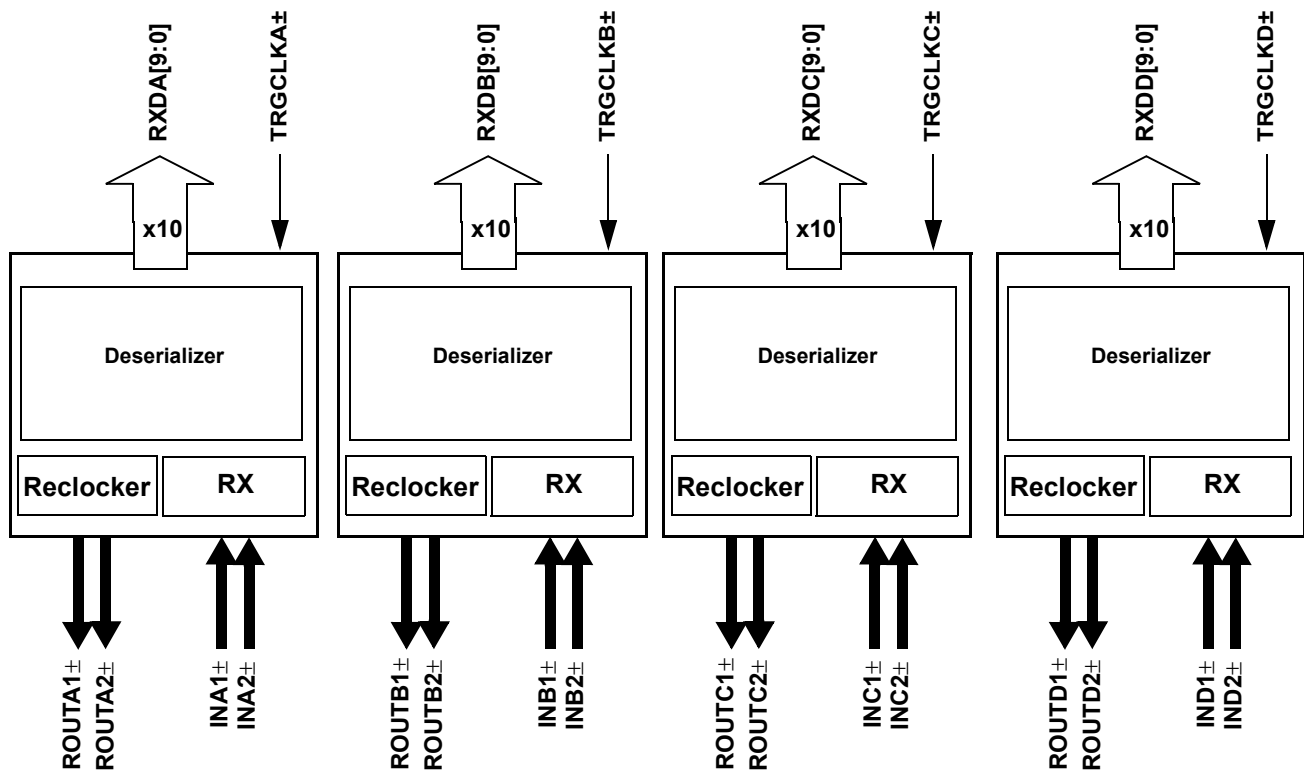 RXDA[9:0]
TRGCLKA±
RXDB[9:0]
TRGCLKB±
RXDC[9:0]
TRGCLKC±
RXDD[9:0]
TRGCLKD±
x10
x10
x10
x10
Deserializer
Deserializer
Deserializer
Deserializer
Reclocker
RX
Reclocker
RX
Reclocker
RX
Reclocker
RX
ROUTA1±
ROUTA2±
INA1±
INA2±
ROUTB1±
ROUTB2±
INB1±
INB2±
ROUTC1±
ROUTC2±
INC1±
INC2±
ROUTD1±
ROUTD2±
IND1±
IND2±